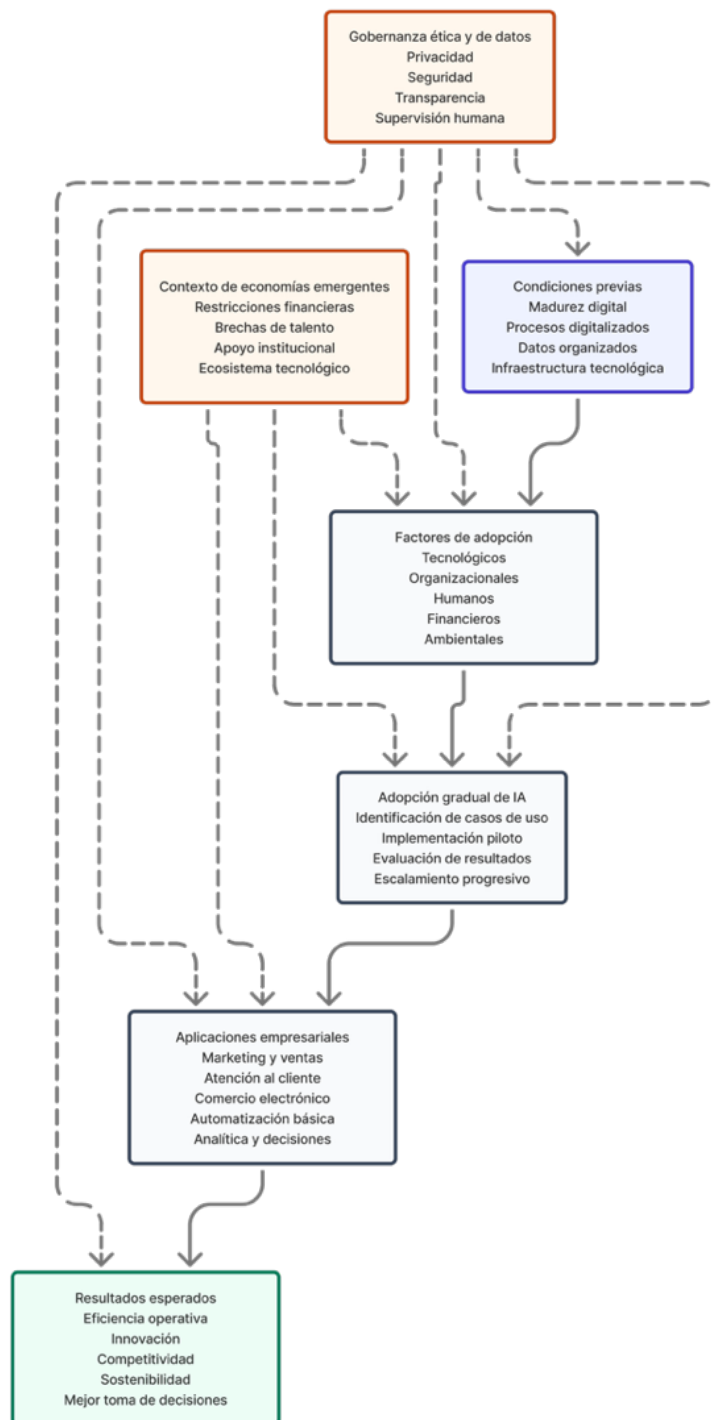 Gobernanza ética y de datos
Privacidad
Seguridad
Transparencia
Supervisión humana
Contexto de economías emergentes
Restricciones financieras
Brechas de talento
Apoyo institucional
Ecosistema tecnológico
Condiciones previas
Madurez digital
Procesos digitalizados
Datos organizados
Infraestructura tecnológica
Factores de adopción
Tecnológicos
Organizacionales
Humanos
Financieros
Ambientales
Adopción gradual de IA
Identificación de casos de uso
Implementación piloto
Evaluación de resultados
Escalamiento progresivo
Aplicaciones empresariales
Marketing y ventas
Atención al cliente
Comercio electrónico
Automatización básica
Analítica y decisiones
Resultados esperados
Eficiencia operativa
Innovación
Competitividad
Sostenibilidad
Mejor toma de decisiones